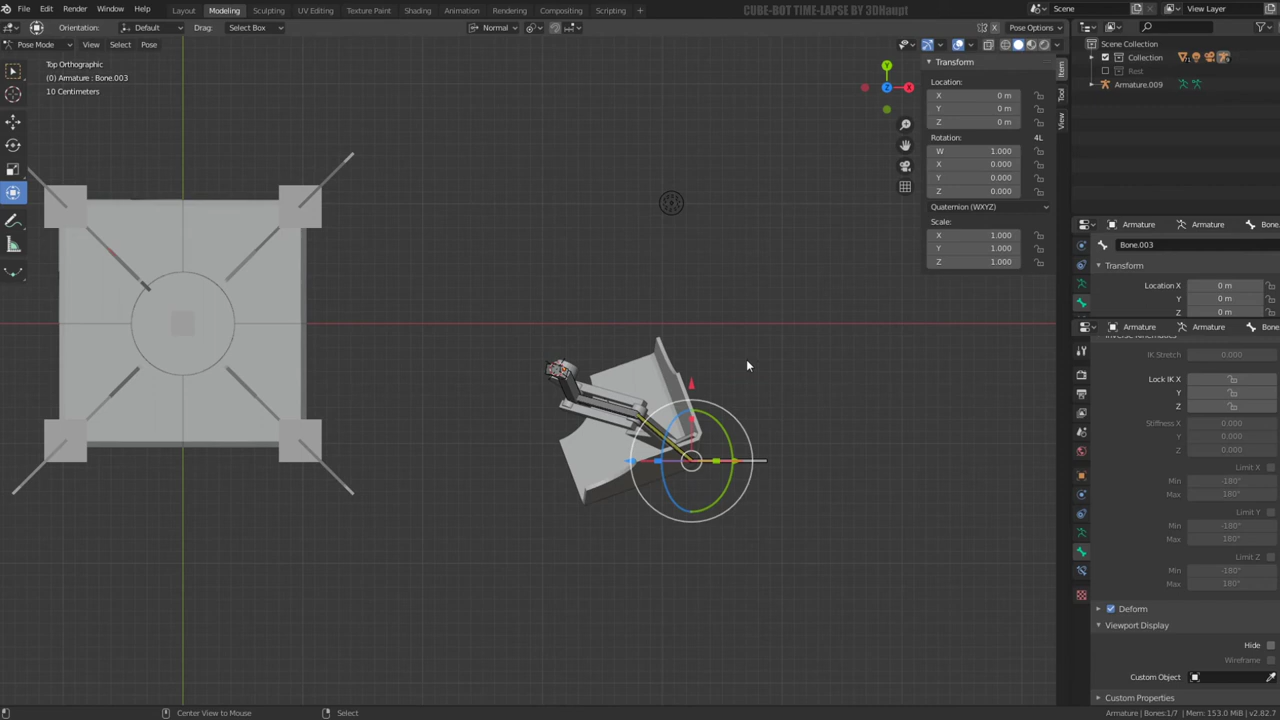 File Edit Render Window Help Layout Modeling Sculpting UV Editing Texture Paint Shading Animation Rendering Compositing Scripting + CUBE-BOT TIME-LAPSE BY 3DHaupt Scene View Layer
Orientation: Default Drag: Select Box Normal X Pose Options
Pose Mode View Select Pose
Scene Collection
Collection
Rest
Armature.009
Top Orthographic
(0) Armature : Bone.003
10 Centimeters
Y
Z
X
Transform
Location:
X 0 m
Y 0 m
Z 0 m
Rotation: 4L
W 1.000
X 0.000
Y 0.000
Z 0.000
Quaternion (WXYZ)
Scale:
X 1.000
Y 1.000
Z 1.000
Item
Tool
View
Armature Armature Bone.
Bone.003
Transform
Location X 0 m
Y 0 m
Z 0 m
Armature Armature Bone
Inverse Kinematics
IK Stretch 0.000
Lock IK X
Y
Z
Stiffness X 0.000
Y 0.000
Z 0.000
Limit X
Min -180°
Max 180°
Limit Y
Min -180°
Max 180°
Limit Z
Min -180°
Max 180°
Deform
Viewport Display
Hide
Wireframe
Custom Object
Custom Properties
Center View to Mouse Select Armature | Bones:1/7 | Mem: 153.0 MiB | v2.82.7